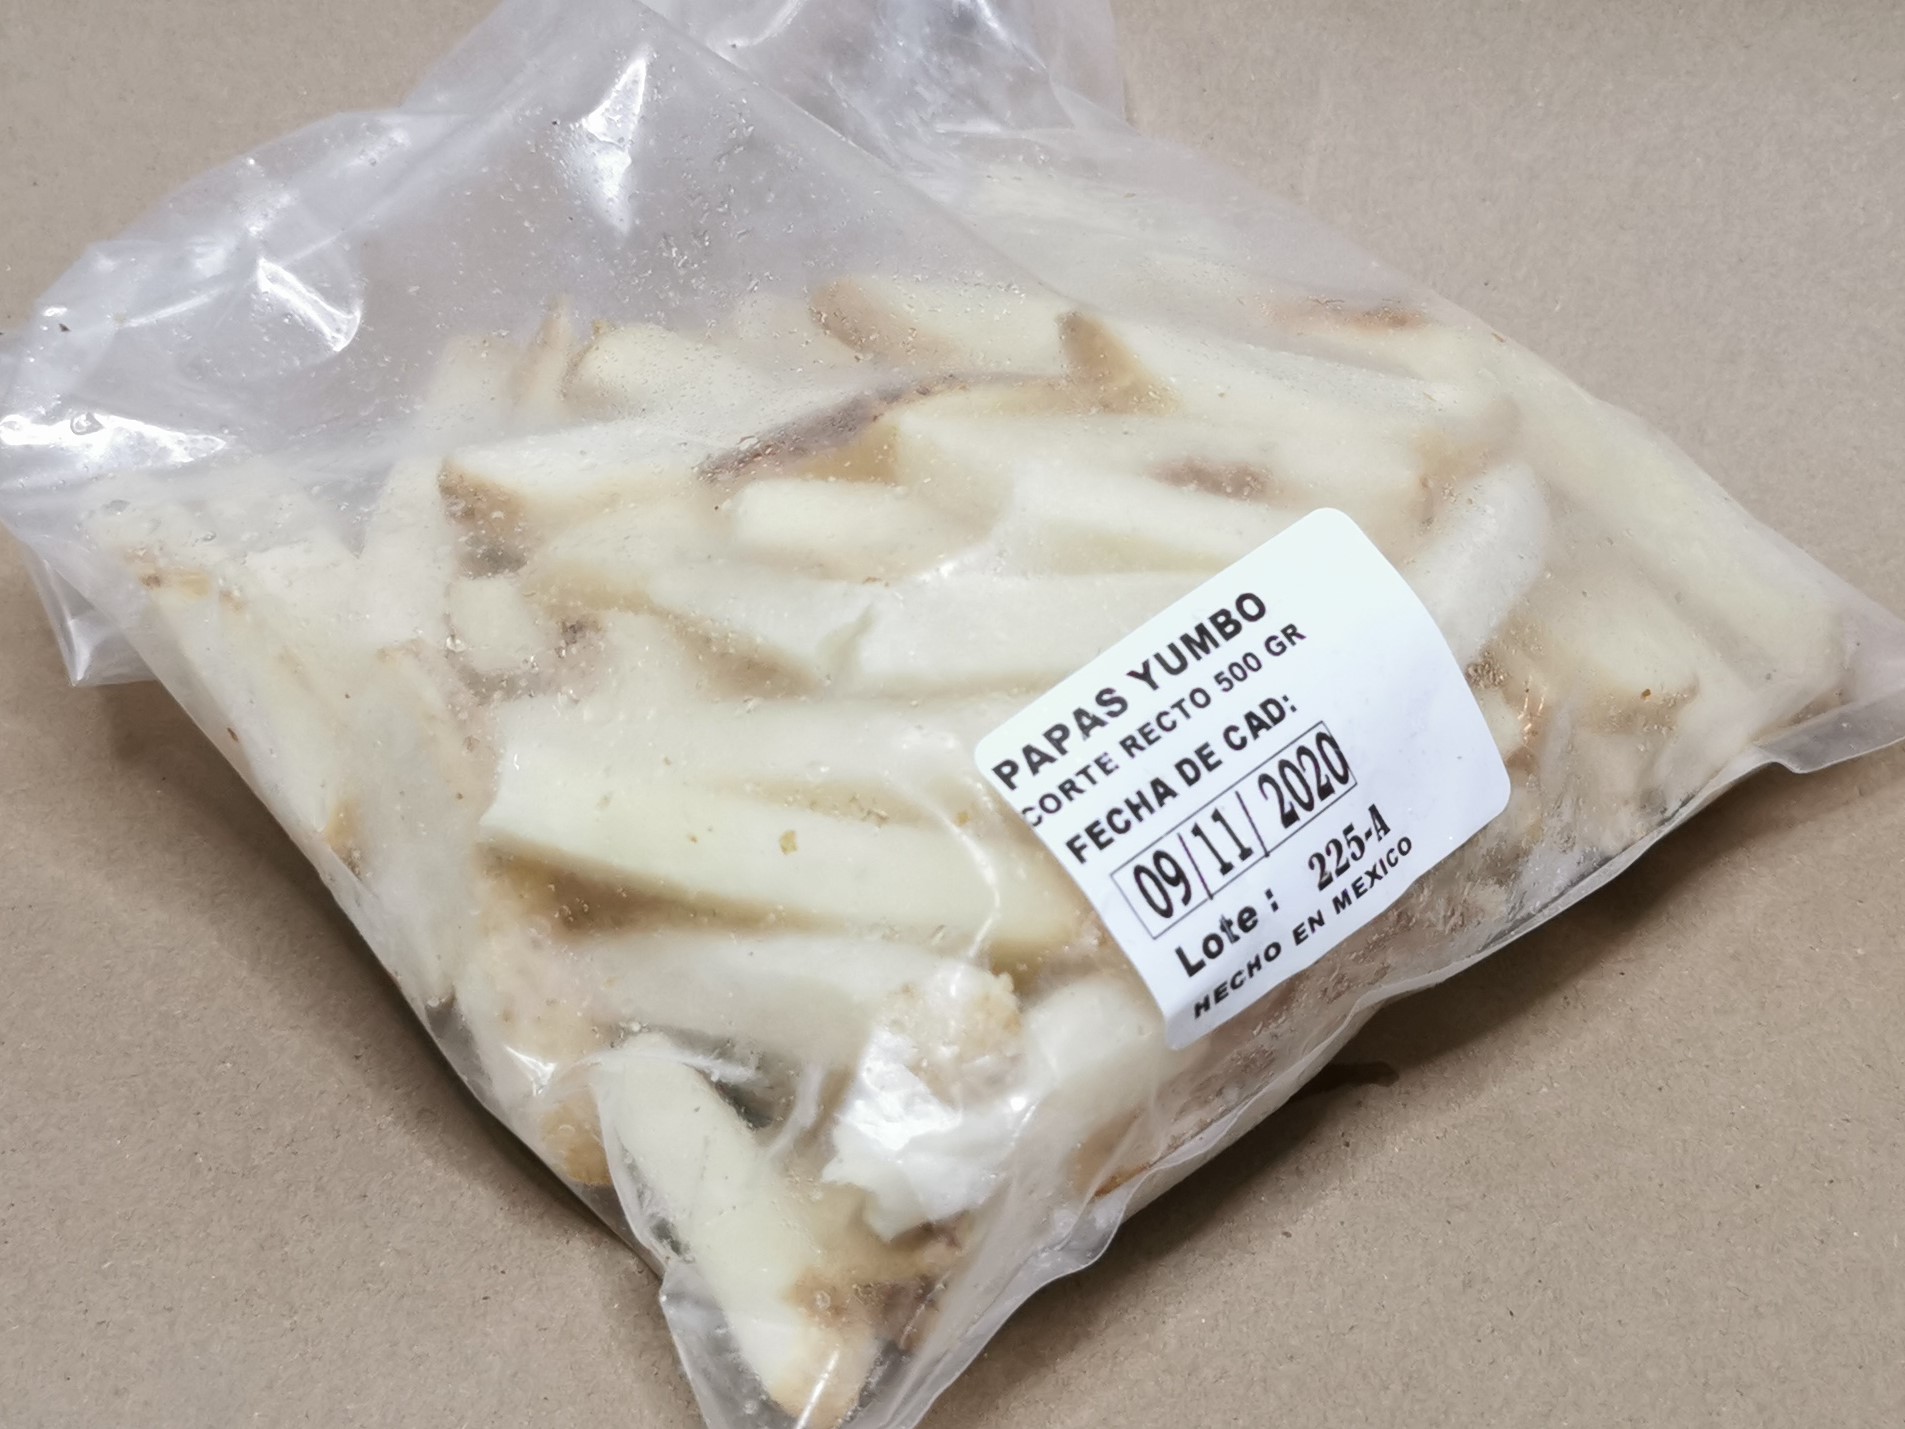 PAPAS YUMBO
CORTE RECTO 500 GR
FECHA DE CAD:
09/11/2020
Lote: 225-A
HECHO EN MEXICO